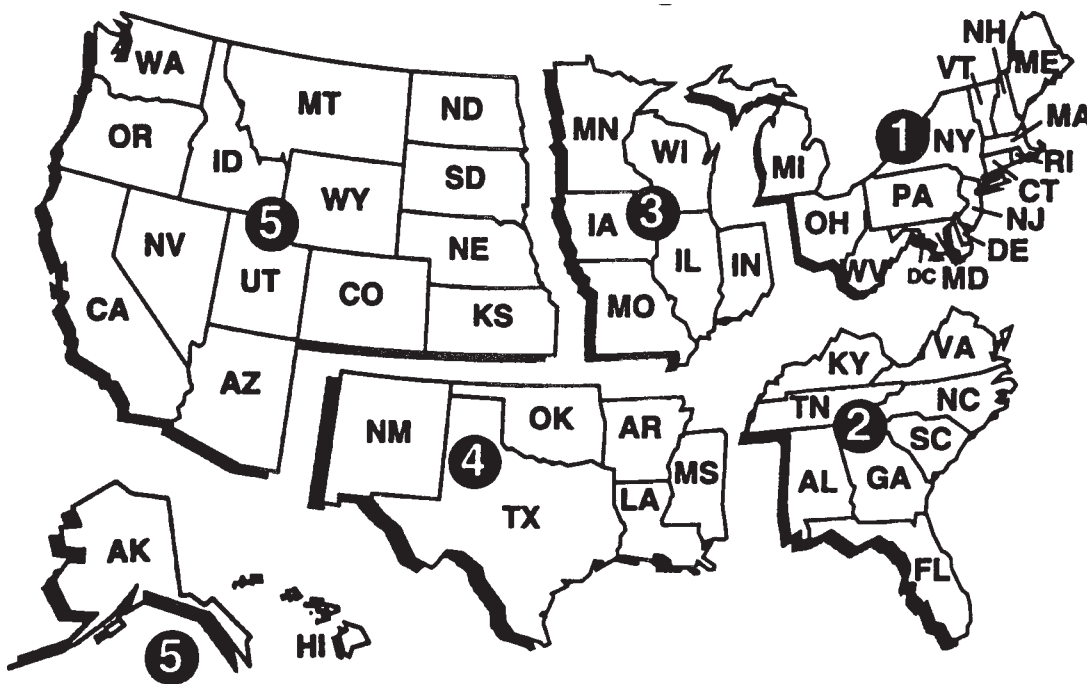 NH
WA
VT
ME
MT
ND
MN
1
MA
OR
NY
WI
ID
MI
RI
SD
CT
WY
PA
5
3
IA
OH
NJ
NV
NE
DE
IL
IN
WV
DC
MD
UT
CO
CA
MO
KS
VA
KY
AZ
TN
NC
OK
NM
AR
2
SC
4
MS
AL
GA
LA
TX
AK
FL
HI
5